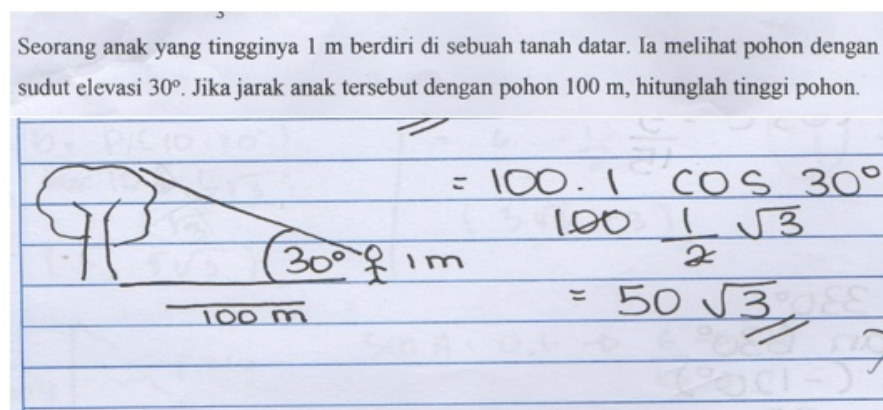 Seorang anak yang tingginya 1 m berdiri di sebuah tanah datar. Ia melihat pohon dengan
sudut elevasi 30°. Jika jarak anak tersebut dengan pohon 100 m, hitunglah tinggi pohon.
= 100 . 1 cos 30°
100 1/2 √3
= 50 √3
30° 1 m
100 m